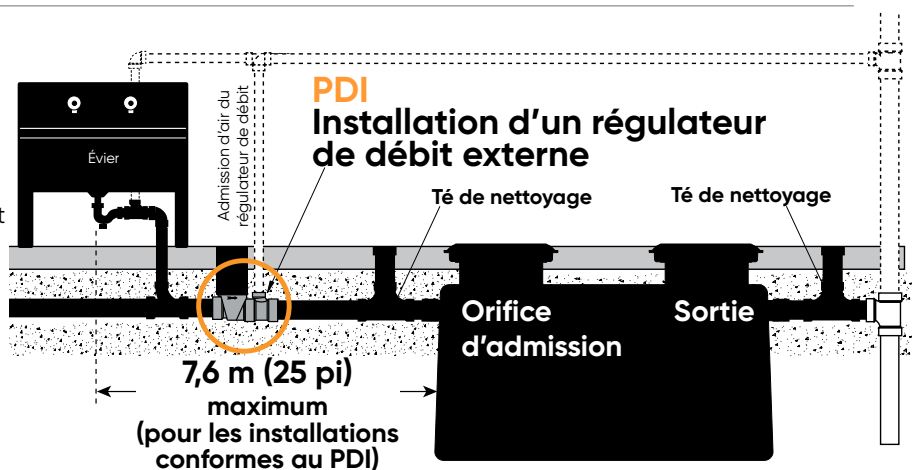 PDI
Installation d’un régulateur
de débit externe
Admission d’air du
régulateur de débit
Évier
t
Té de nettoyage
Té de nettoyage
Orifice
d’admission
Sortie
7,6 m (25 pi)
maximum
(pour les installations
conformes au PDI)